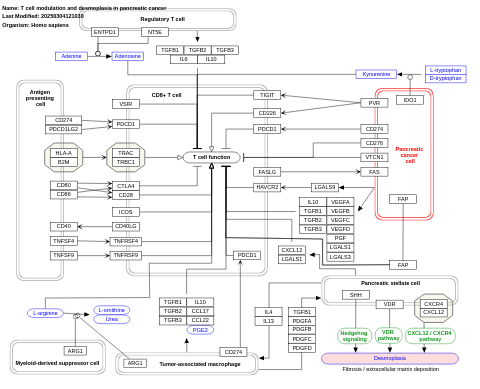 Name: T cell modulation and desmoplasia in pancreatic cancer
Last Modified: 20250304121030
Organism: Homo sapiens
Regulatory T cell
ENTPD1
NT5E
Adenine
Adenosine
TGFB1
TGFB2
TGFB3
IL6
IL10
Kynurenine
L-tryptophan
D-tryptophan
IDO1
Antigen
presenting
cell
CD8+ T cell
VSIR
PDCD1
CD274
PDCD1LG2
HLA-A
B2M
TRAC
TRBC1
T cell function
CD80
CD86
CTLA4
CD28
ICOS
CD40
CD40LG
TNFSF4
TNFRSF4
TNFSF9
TNFRSF9
TIGIT
CD226
PDCD1
FASLG
HAVCR2
LGALS9
PVR
CD274
CD276
VTCN1
FAS
FAP
Pancreatic
cancer
cell
IL10
VEGFA
TGFB1
VEGFB
TGFB2
VEGFC
TGFB3
VEGFD
PGF
LGALS1
LGALS3
CXCL12
LGALS1
PDCD1
FAP
Pancreatic stellate cell
SHH
VDR
CXCR4
CXCL12
Hedgehog
signaling
VDR
pathway
CXCL12 / CXCR4
pathway
Desmoplasia
Fibrosis / extracellular matrix deposition
L-arginine
L-ornithine
Urea
ARG1
Myeloid-derived suppressor cell
TGFB1
IL10
TGFB2
CCL17
TGFB3
CCL22
PGE2
IL4
IL13
TGFB1
PDGFA
PDGFB
PDGFC
PDGFD
CD274
ARG1
Tumor-associated macrophage